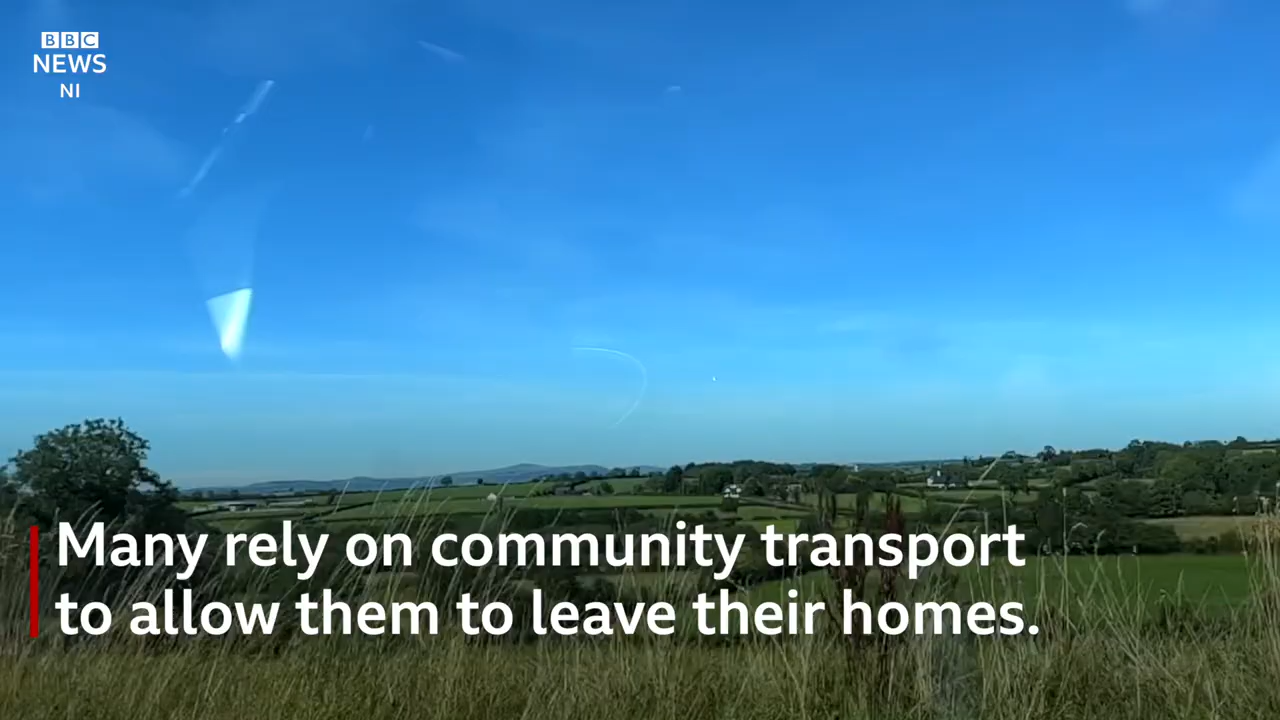 BBC
NEWS
NI
Many rely on community transport
to allow them to leave their homes.